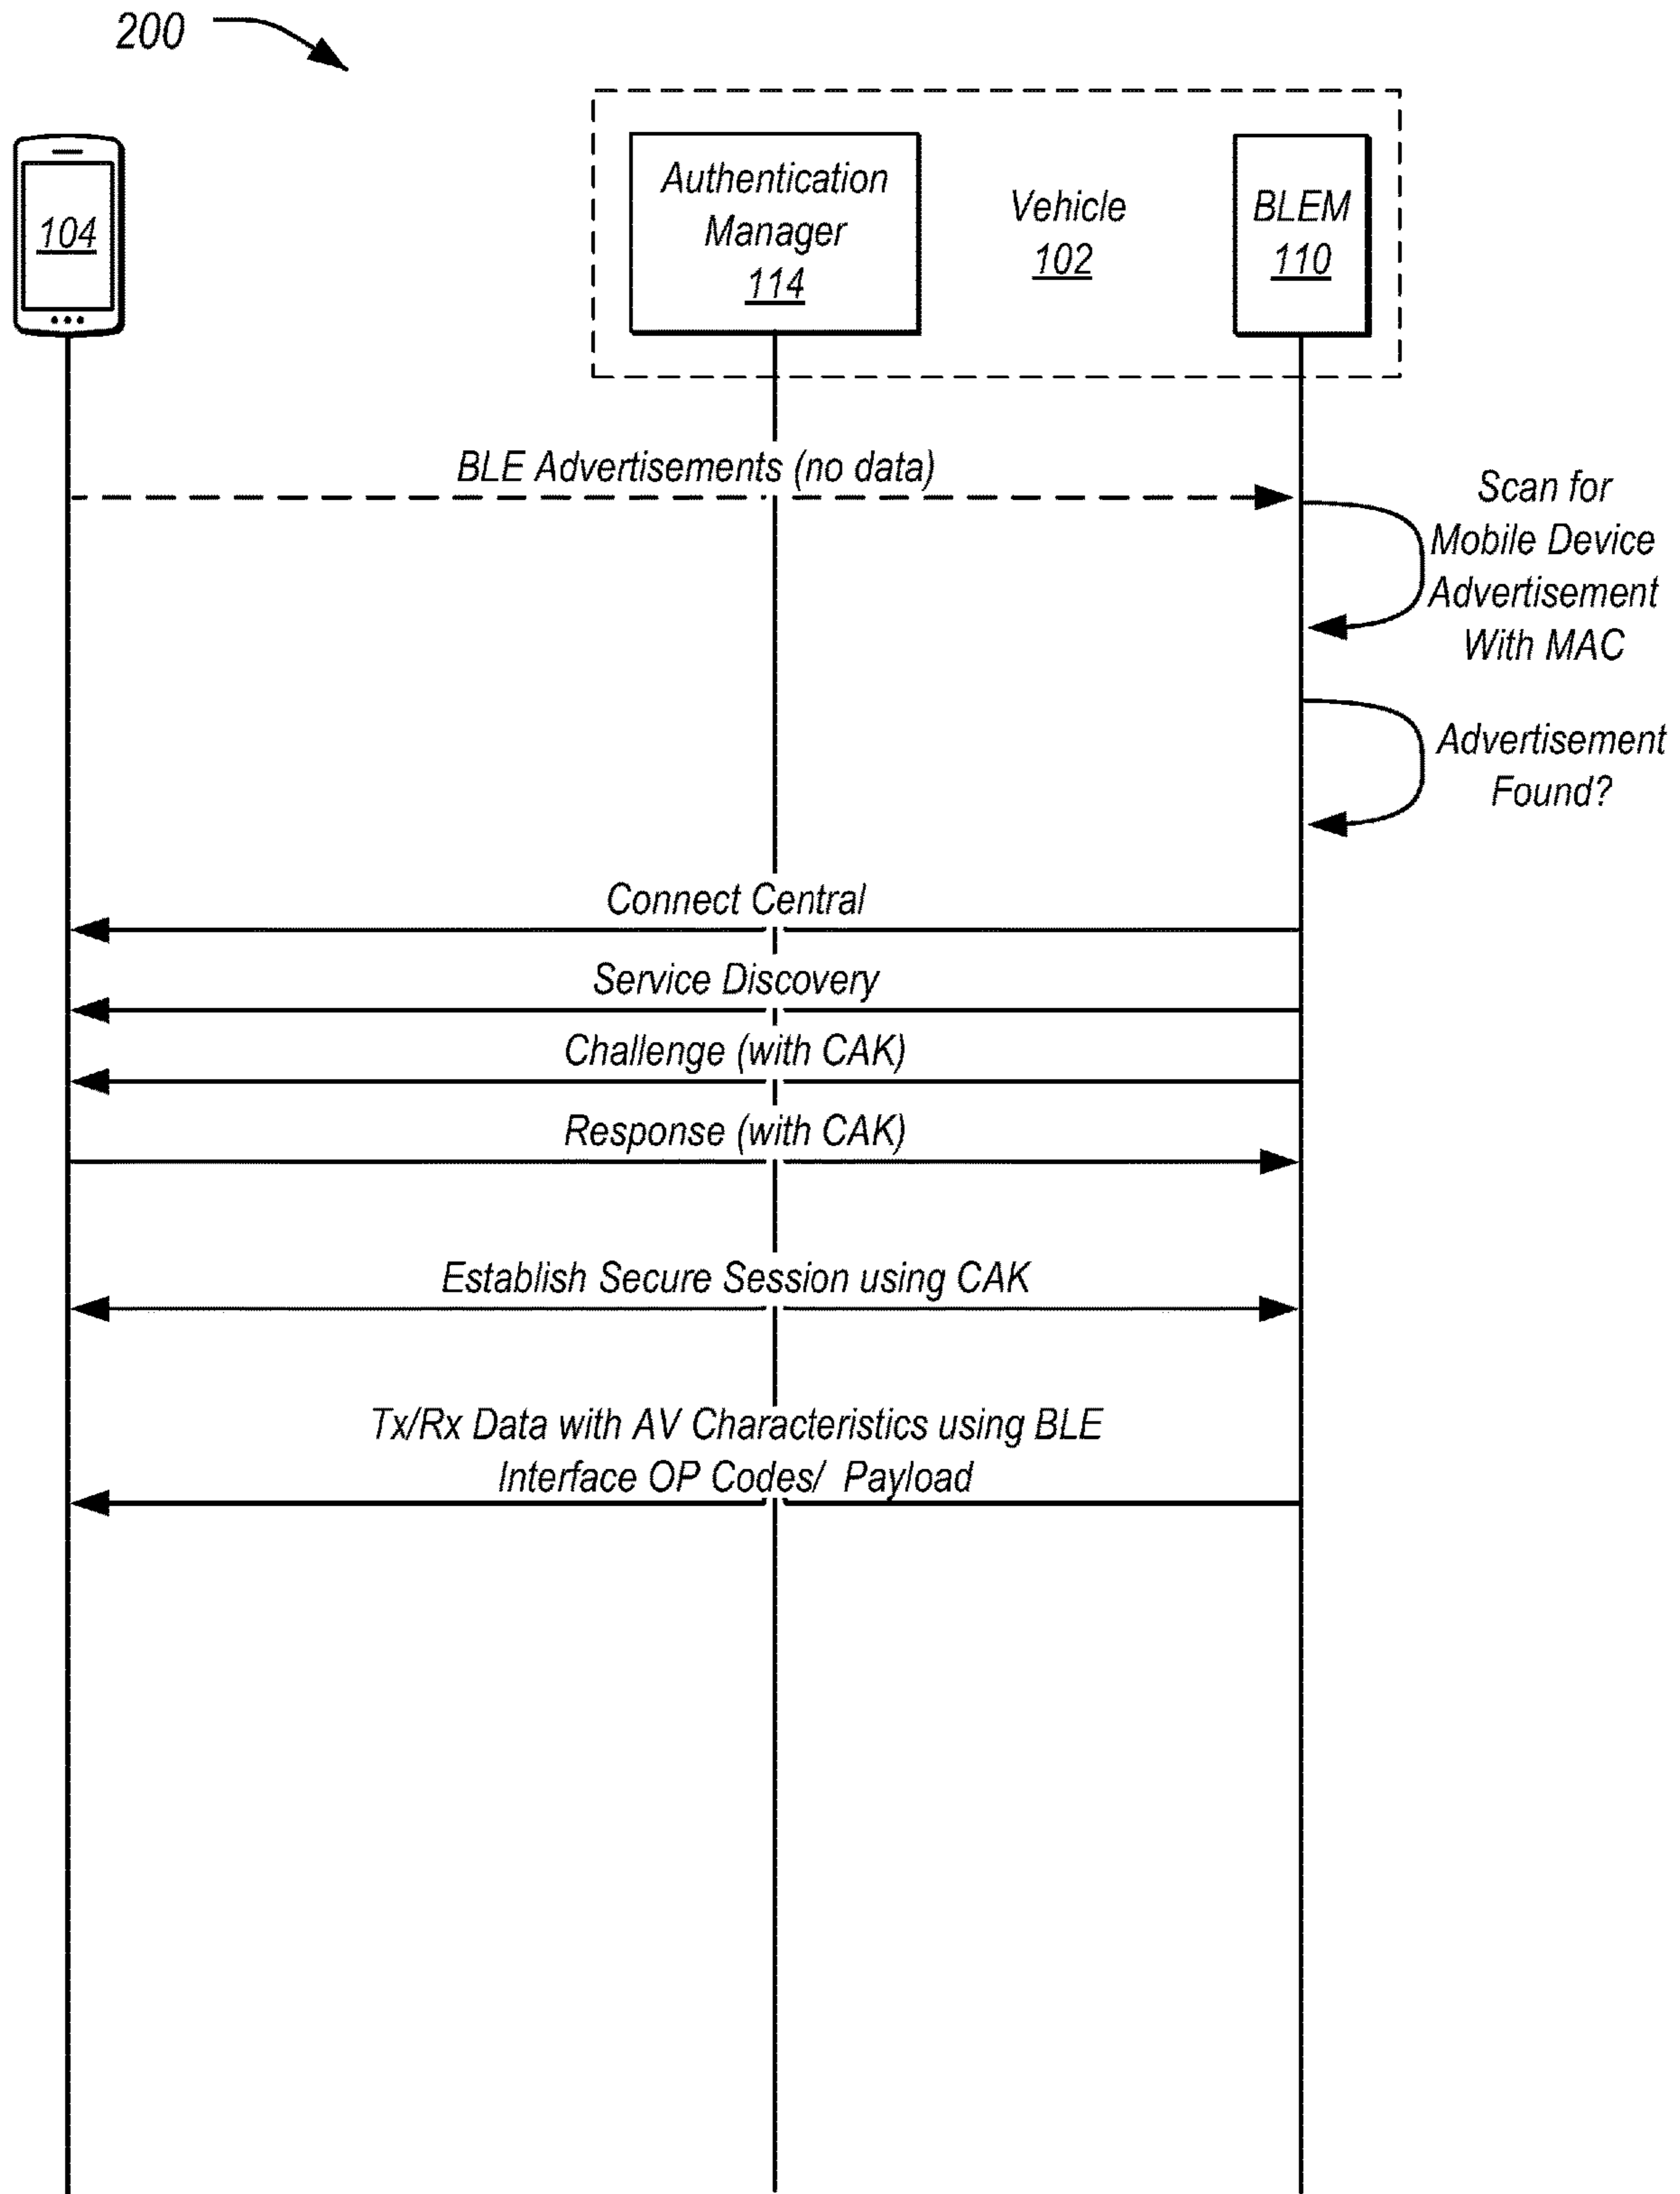 200
104
Authentication
Manager
114
Vehicle
102
BLEM
110
BLE Advertisements (no data)
Scan for
Mobile Device
Advertisement
With MAC
Advertisement
Found?
Connect Central
Service Discovery
Challenge (with CAK)
Response (with CAK)
Establish Secure Session using CAK
Tx/Rx Data with AV Characteristics using BLE
Interface OP Codes/ Payload